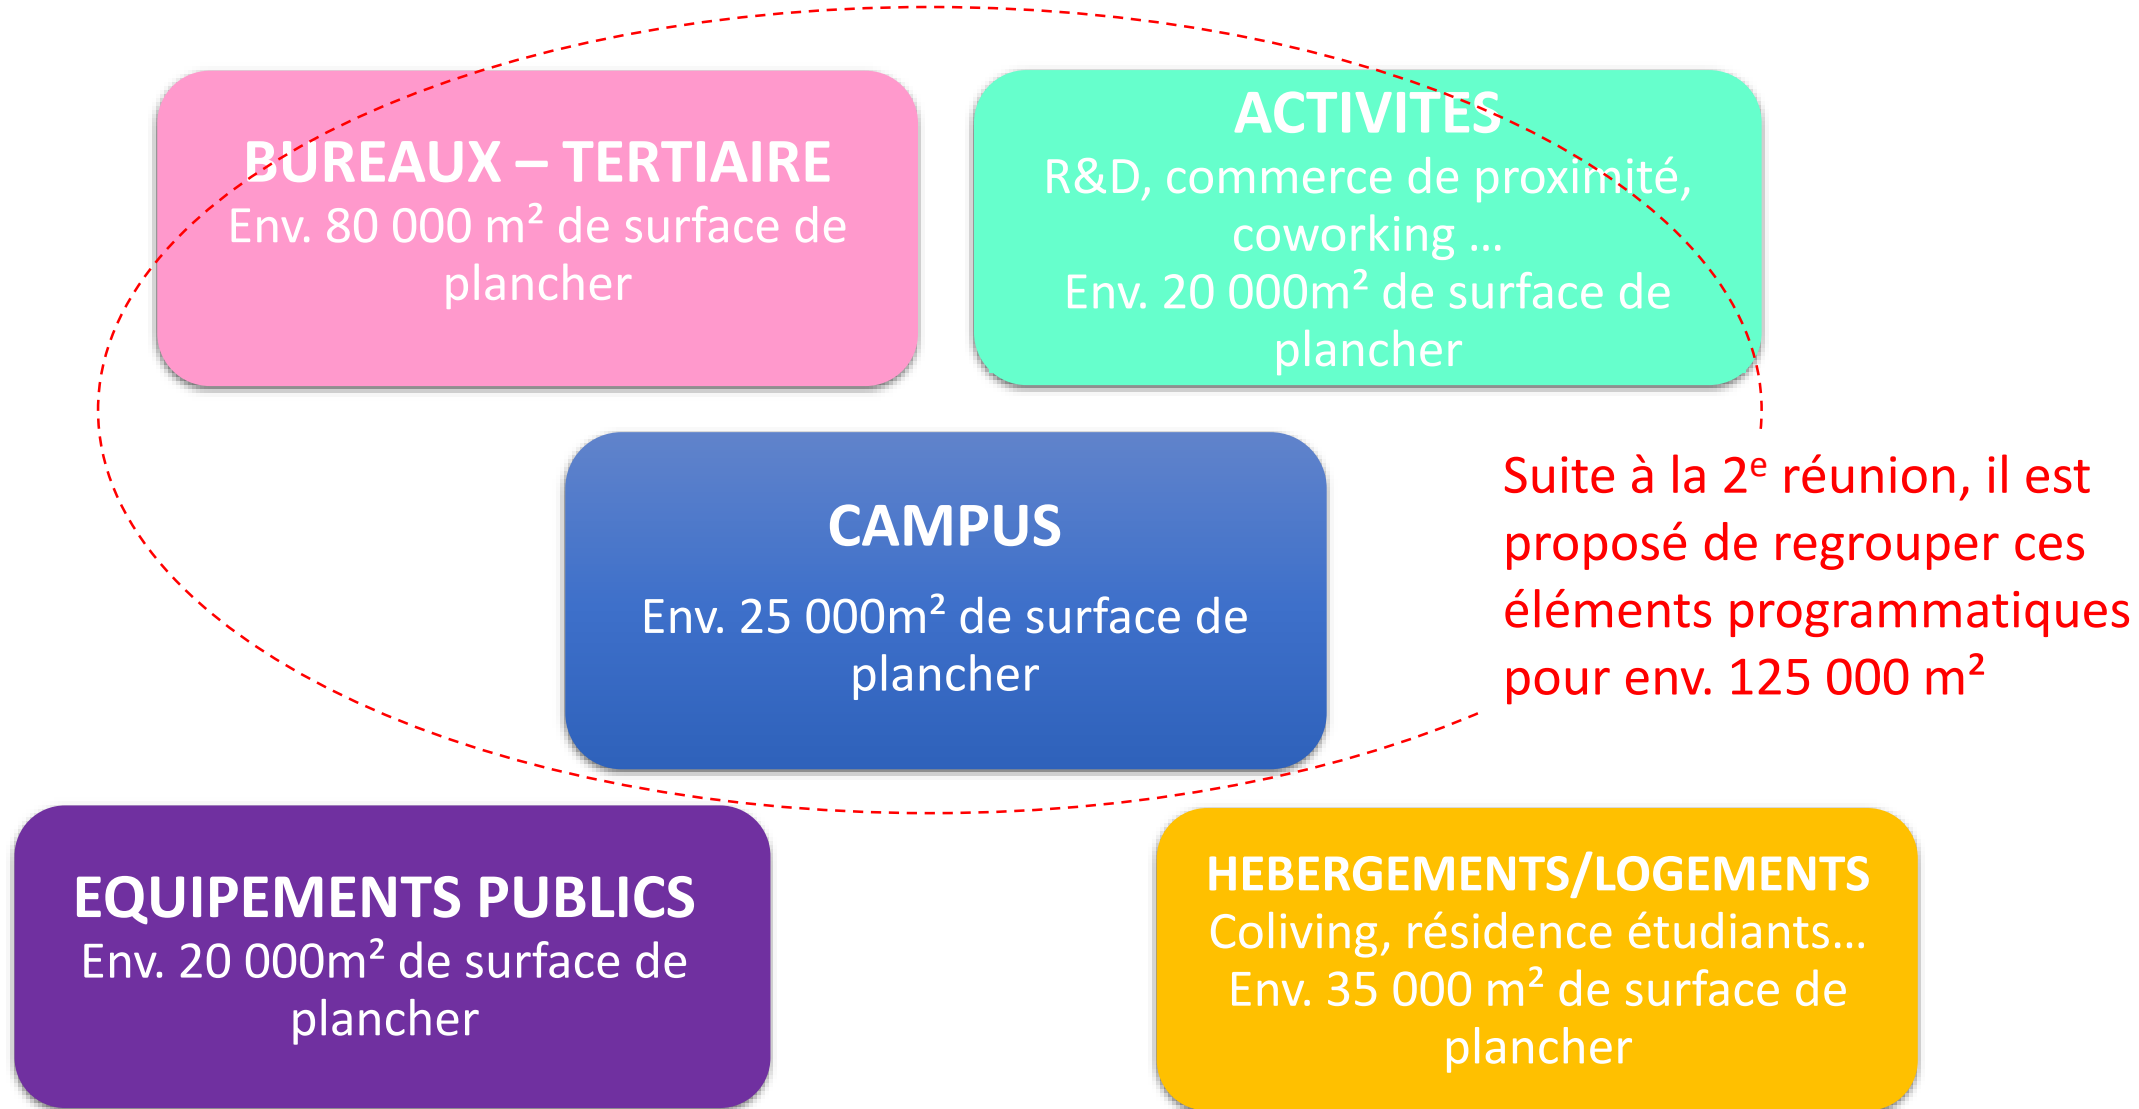 BUREAUX – TERTIAIRE
Env. 80 000 m² de surface de
plancher
ACTIVITES
R&D, commerce de proximité,
coworking ...
Env. 20 000m² de surface de
plancher
CAMPUS
Env. 25 000m² de surface de
plancher
Suite à la 2e réunion, il est
proposé de regrouper ces
éléments programmatiques
pour env. 125 000 m²
EQUIPEMENTS PUBLICS
Env. 20 000m² de surface de
plancher
HEBERGEMENTS/LOGEMENTS
Coliving, résidence étudiants...
Env. 35 000 m² de surface de
plancher